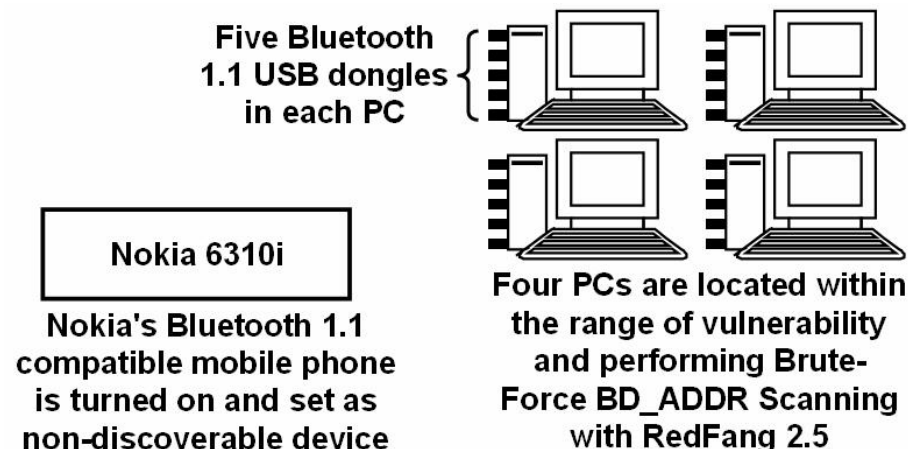 Five Bluetooth
1.1 USB dongles
in each PC
Nokia 6310i
Nokia's Bluetooth 1.1
compatible mobile phone
is turned on and set as
non-discoverable device
Four PCs are located within
the range of vulnerability
and performing Brute-
Force BD_ADDR Scanning
with RedFang 2.5